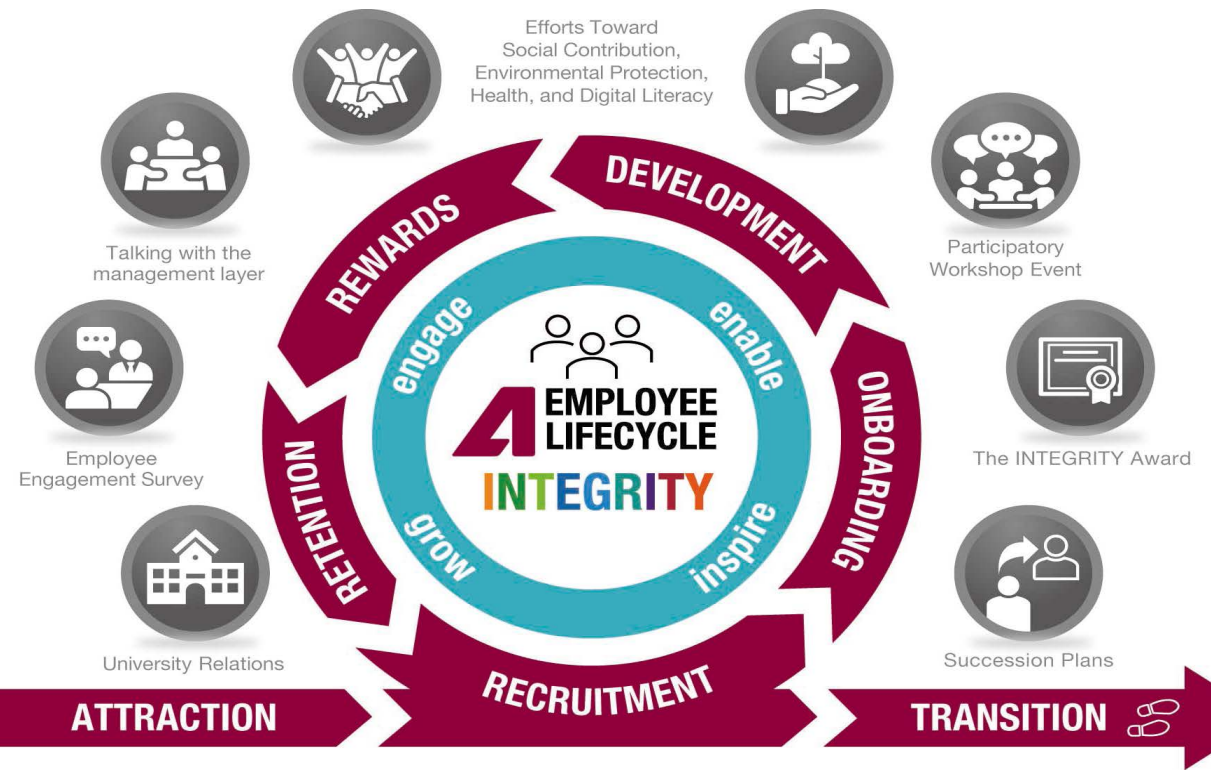 Efforts Toward
Social Contribution,
Environmental Protection,
Health, and Digital Literacy
Talking with the
management layer
Participatory
Workshop Event
Employee
Engagement Survey
The INTEGRITY Award
University Relations
Succession Plans
REWARDS
DEVELOPMENT
ONBOARDING
RETENTION
RECRUITMENT
engage
enable
grow
inspire
EMPLOYEE
LIFECYCLE
INTEGRITY
ATTRACTION
TRANSITION